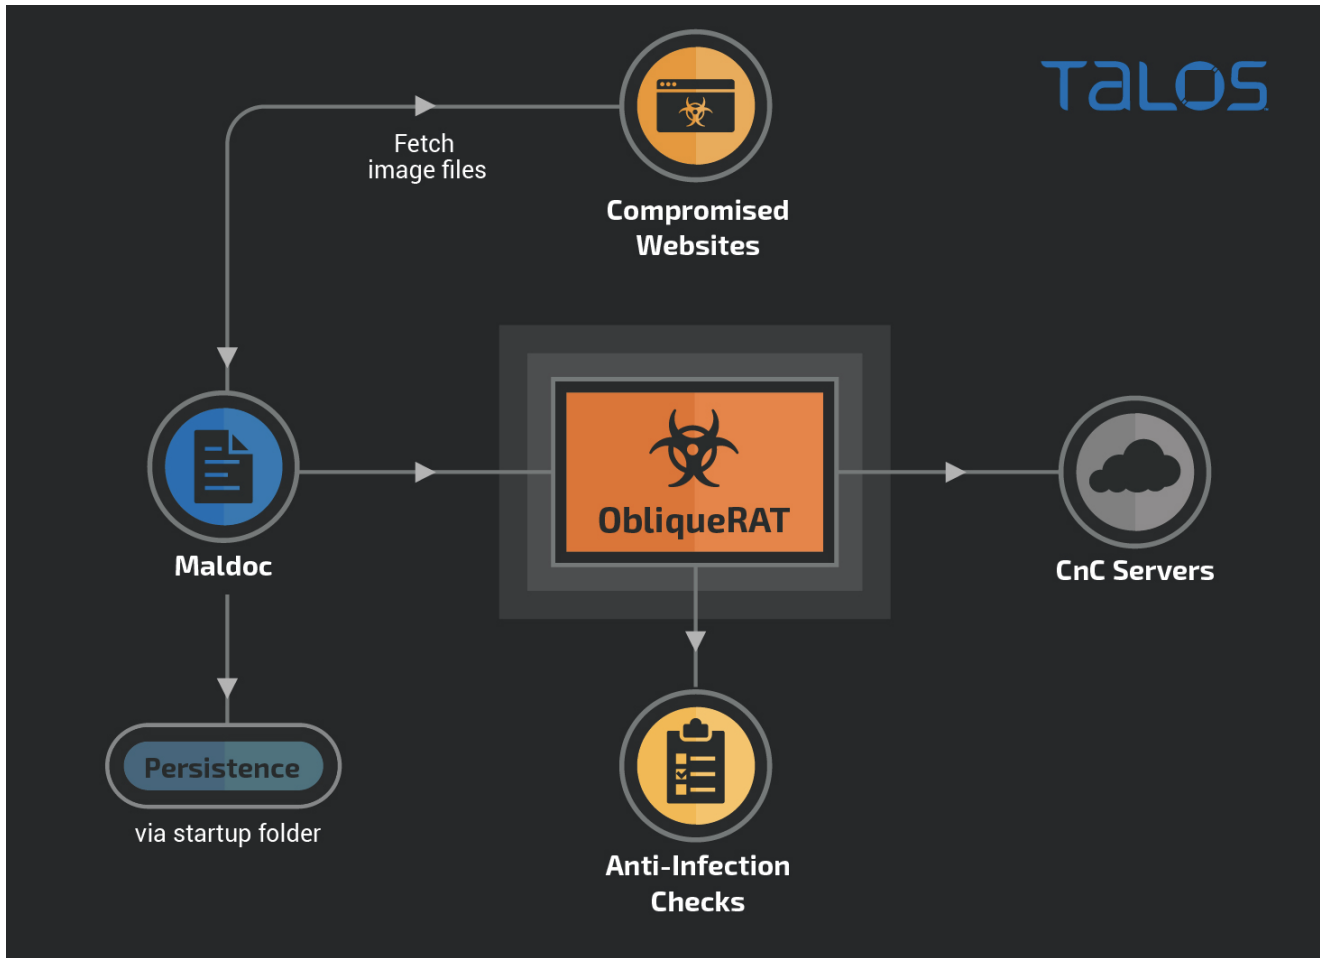 TALOS
Fetch
image files
Compromised
Websites
ObliqueRAT
Maldoc
CnC Servers
Persistence
via startup folder
Anti-Infection
Checks